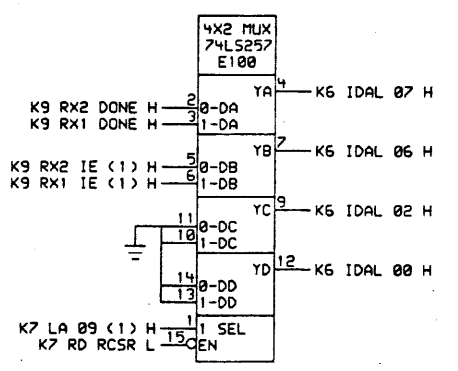 4X2 MUX
74LS257
E100
YA 4 K6 IDAL 07 H
K9 RX2 DONE H 2 0-DA
K9 RX1 DONE H 3 1-DA
YB 7 K6 IDAL 06 H
K9 RX2 IE (1) H 5 0-DB
K9 RX1 IE (1) H 6 1-DB
YC 9 K6 IDAL 02 H
11 0-DC
10 1-DC
YD 12 K6 IDAL 00 H
14 0-DD
13 1-DD
K7 LA 09 (1) H 1 1 SEL
K7 RD RCSR L 15 EN